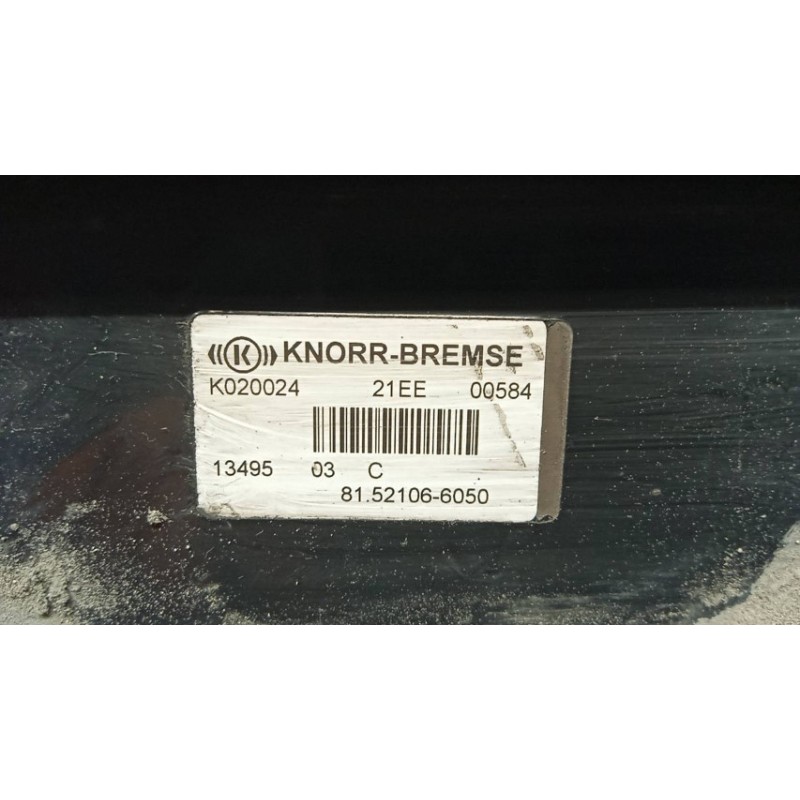 K KNORR-BREMSE
K020024 21EE 00584
13495 03 C
81.52106-6050